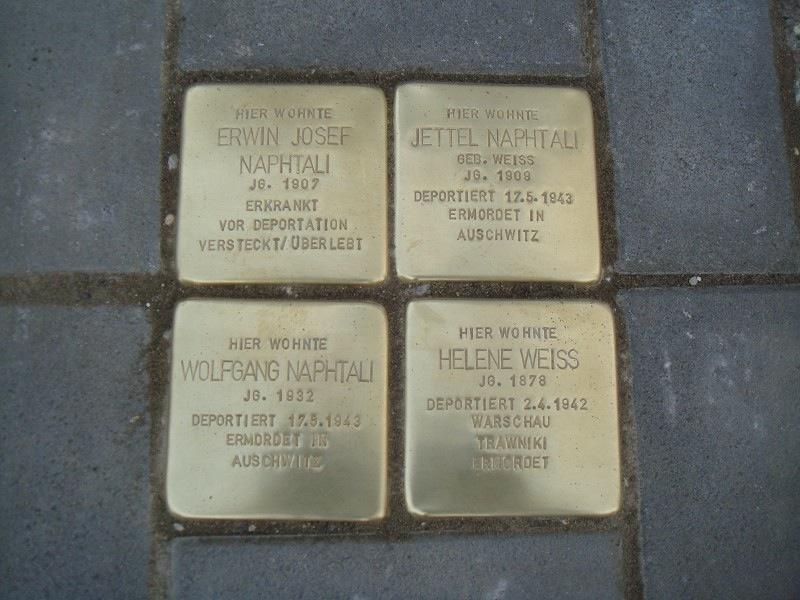 HIER WOHNTE
ERWIN JOSEF
NAPHTALI
JG. 1907
ERKRANKT
VOR DEPORTATION
VERSTECKT/ÜBERLEBT
HIER WOHNTE
JETTEL NAPHTALI
GEB. WEISS
JG. 1909
DEPORTIERT 17.5.1943
ERMORDET IN
AUSCHWITZ
HIER WOHNTE
WOLFGANG NAPHTALI
JG. 1932
DEPORTIERT 17.5.1943
ERMORDET IN
AUSCHWITZ
HIER WOHNTE
HELENE WEISS
JG. 1878
DEPORTIERT 2.4.1942
WARSCHAU
TRAWNIKI
ERMORDET